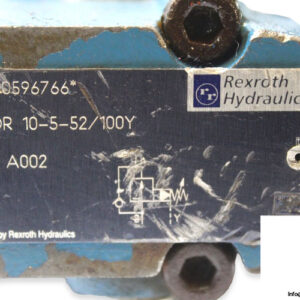 0596766*
Rexroth
Hydraulics
DR 10-5-52/100Y
A002
by Rexroth Hydraulics